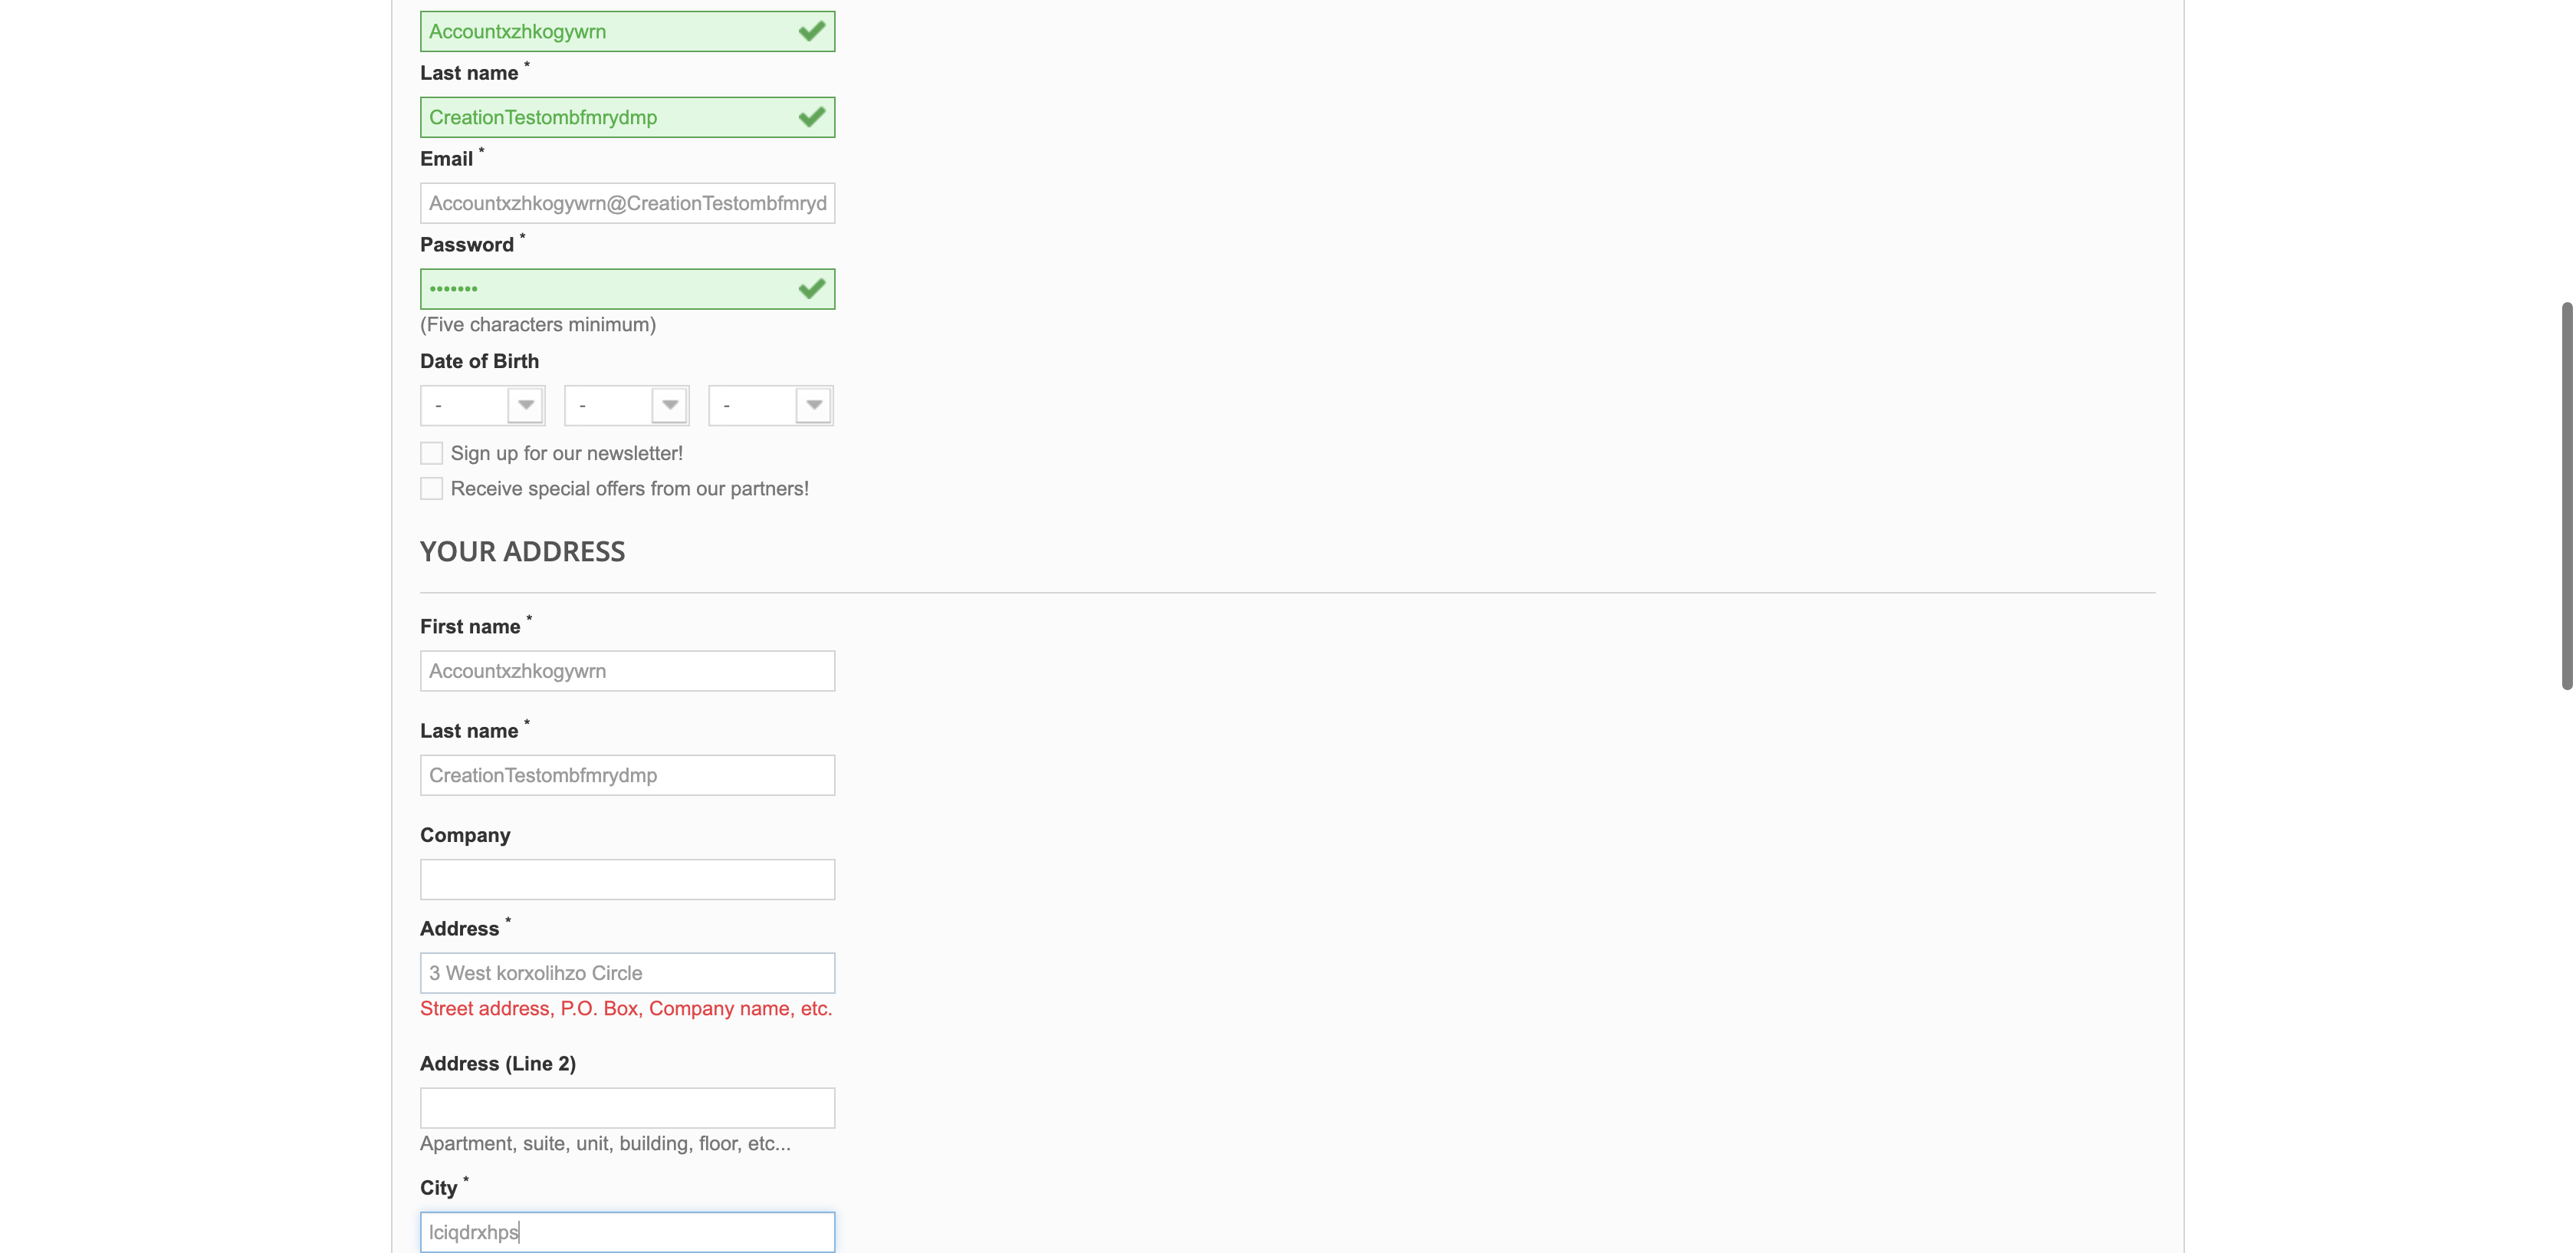 Accountxzhkogywrn
Last name *
CreationTestombfmrydmp
Email *
Accountxzhkogywrn@CreationTestombfmryd
Password *
•••••••
(Five characters minimum)
Date of Birth
- - -
Sign up for our newsletter!
Receive special offers from our partners!
YOUR ADDRESS
First name *
Accountxzhkogywrn
Last name *
CreationTestombfmrydmp
Company
Address *
3 West korxolihzo Circle
Street address, P.O. Box, Company name, etc.
Address (Line 2)
Apartment, suite, unit, building, floor, etc...
City *
lciqdrxhps